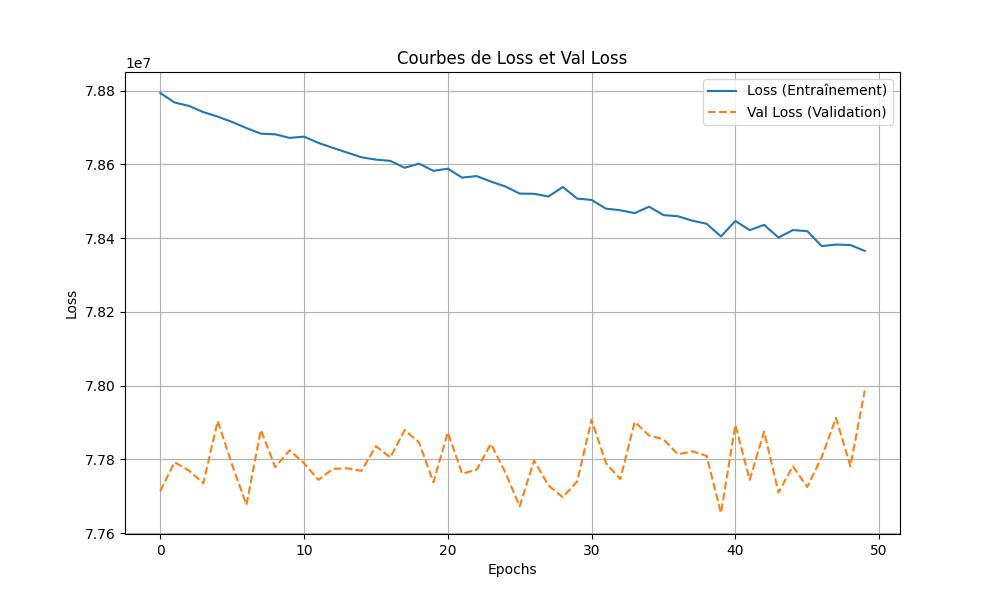 Courbes de Loss et Val Loss
1e7
7.88
7.86
7.84
7.82
7.80
7.78
7.76
Loss
Loss (Entraînement)
Val Loss (Validation)
0 10 20 30 40 50
Epochs